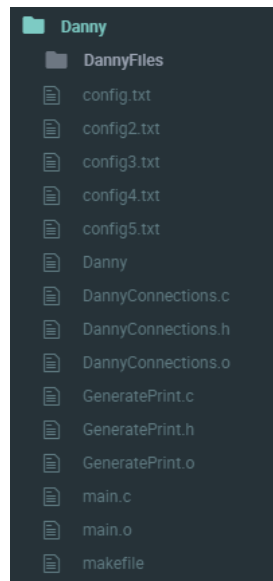 Danny
DannyFiles
config.txt
config2.txt
config3.txt
config4.txt
config5.txt
Danny
DannyConnections.c
DannyConnections.h
DannyConnections.o
GeneratePrint.c
GeneratePrint.h
GeneratePrint.o
main.c
main.o
makefile